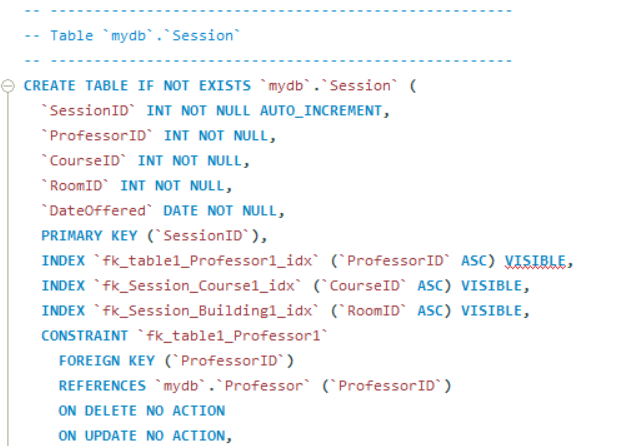 -- -----------------------------------------------------
-- Table `mydb`.`Session`
-- -----------------------------------------------------
CREATE TABLE IF NOT EXISTS `mydb`.`Session` (
  `SessionID` INT NOT NULL AUTO_INCREMENT,
  `ProfessorID` INT NOT NULL,
  `CourseID` INT NOT NULL,
  `RoomID` INT NOT NULL,
  `DateOffered` DATE NOT NULL,
  PRIMARY KEY (`SessionID`),
  INDEX `fk_table1_Professor1_idx` (`ProfessorID` ASC) VISIBLE,
  INDEX `fk_Session_Course1_idx` (`CourseID` ASC) VISIBLE,
  INDEX `fk_Session_Building1_idx` (`RoomID` ASC) VISIBLE,
  CONSTRAINT `fk_table1_Professor1`
    FOREIGN KEY (`ProfessorID`)
    REFERENCES `mydb`.`Professor` (`ProfessorID`)
    ON DELETE NO ACTION
    ON UPDATE NO ACTION,